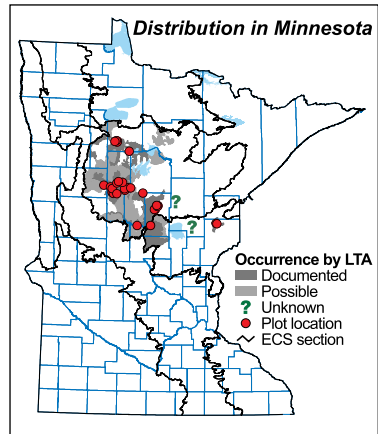 Distribution in Minnesota
?
?
Occurrence by LTA
Documented
Possible
? Unknown
Plot location
ECS section